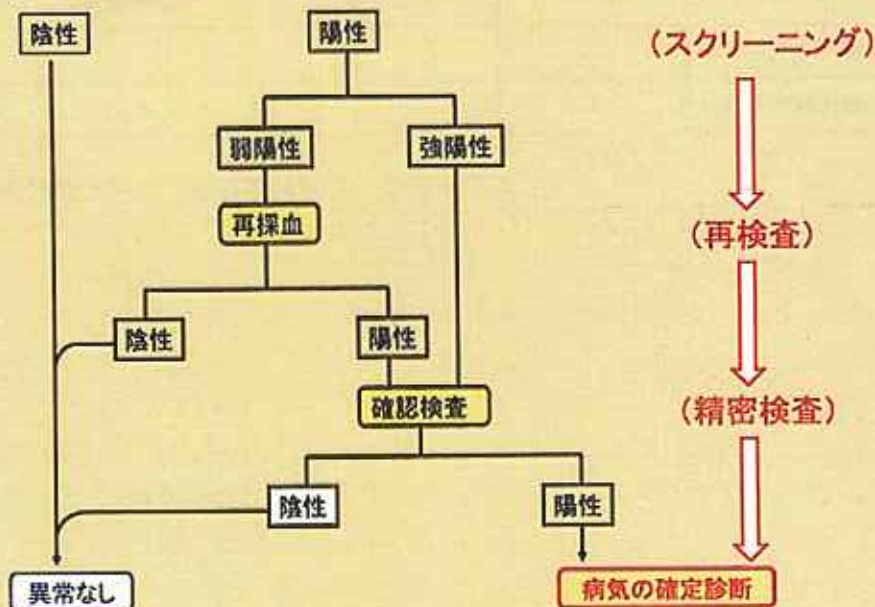 陰性
陽性
(スクリーニング)
弱陽性
強陽性
再採血
(再検査)
陰性
陽性
確認検査
(精密検査)
陰性
陽性
異常なし
病気の確定診断